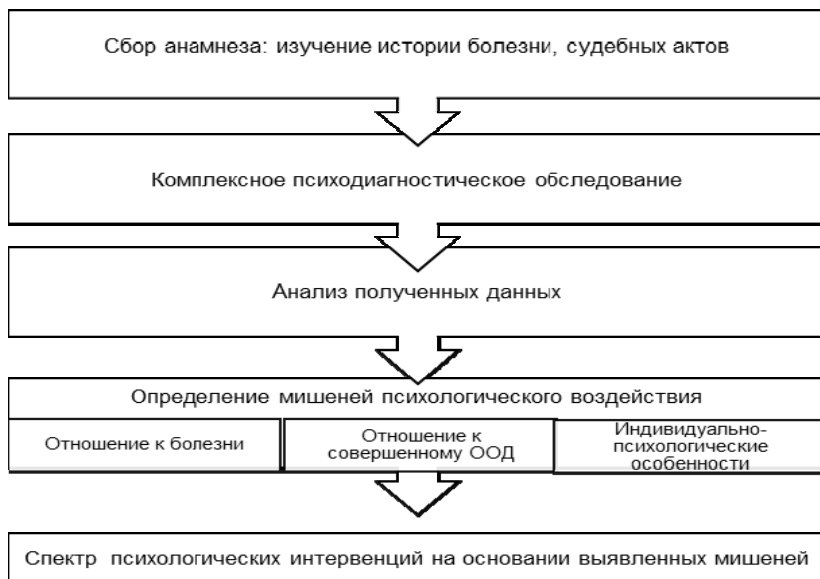 Сбор анамнеза: изучение истории болезни, судебных актов
Комплексное психодиагностическое обследование
Анализ полученных данных
Определение мишеней психологического воздействия
Отношение к болезни
Отношение к
совершенному ООД
Индивидуально-
психологические
особенности
Спектр психологических интервенций на основании выявленных мишеней